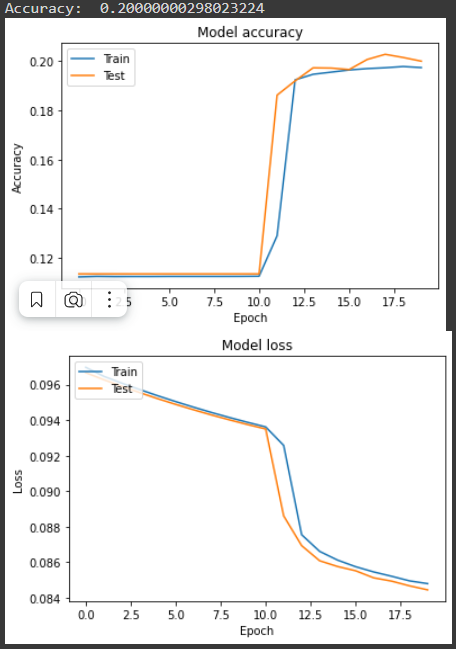 Accuracy:  0.20000000298023224
Model accuracy
Train
Test
0.20
0.18
0.16
0.14
0.12
Accuracy
5.0 7.5 10.0 12.5 15.0 17.5
Epoch
Model loss
Train
Test
0.096
0.094
0.092
0.090
0.088
0.086
0.084
Loss
0.0 2.5 5.0 7.5 10.0 12.5 15.0 17.5
Epoch